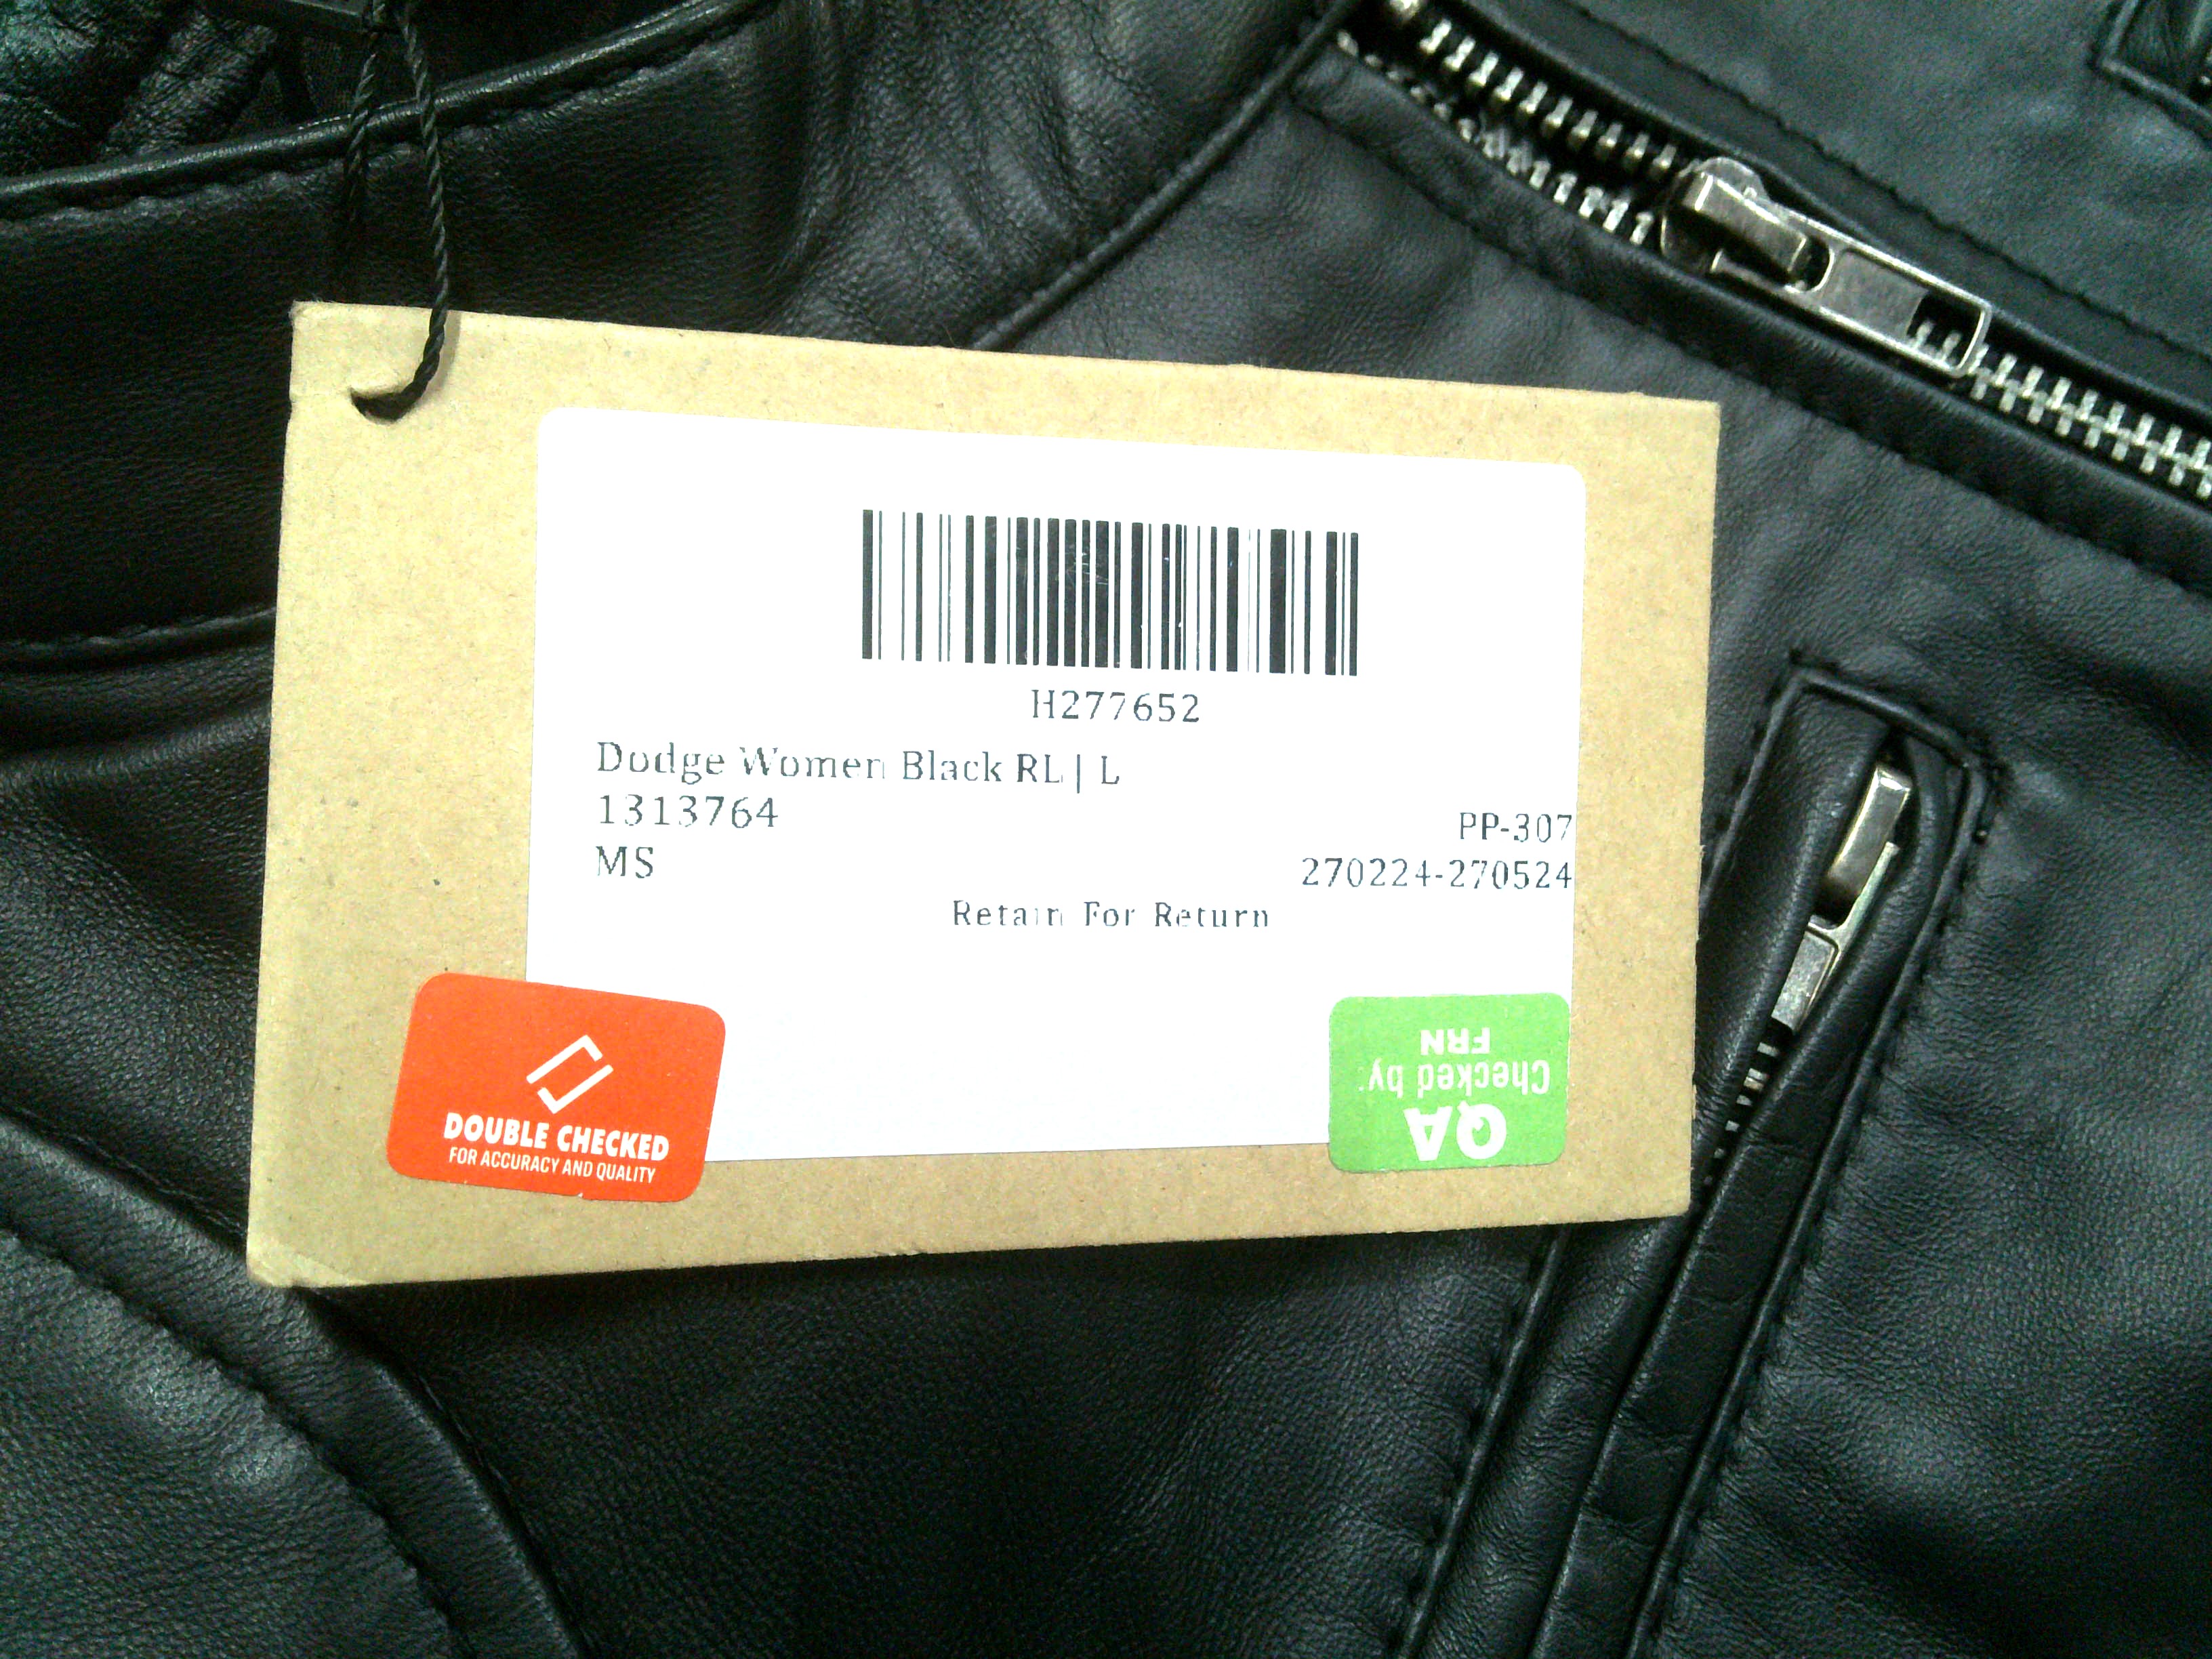 H277652
Dodge Women Black RL | L
1313764
PP-307
MS
270224-270524
Retain For Return
DOUBLE CHECKED
FOR ACCURACY AND QUALITY
QA
Checked by:
FRN